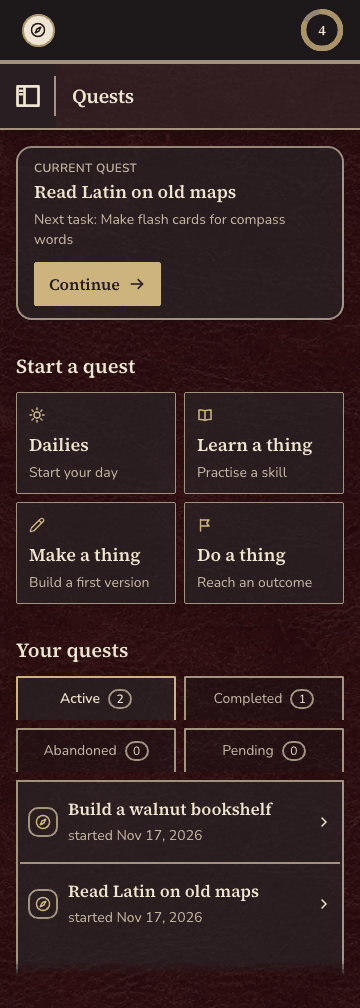 4
Quests
CURRENT QUEST
Read Latin on old maps
Next task: Make flash cards for compass
words
Continue
Start a quest
Dailies
Start your day
Learn a thing
Practise a skill
Make a thing
Build a first version
Do a thing
Reach an outcome
Your quests
Active 2
Completed 1
Abandoned 0
Pending 0
Build a walnut bookshelf
started Nov 17, 2026
Read Latin on old maps
started Nov 17, 2026